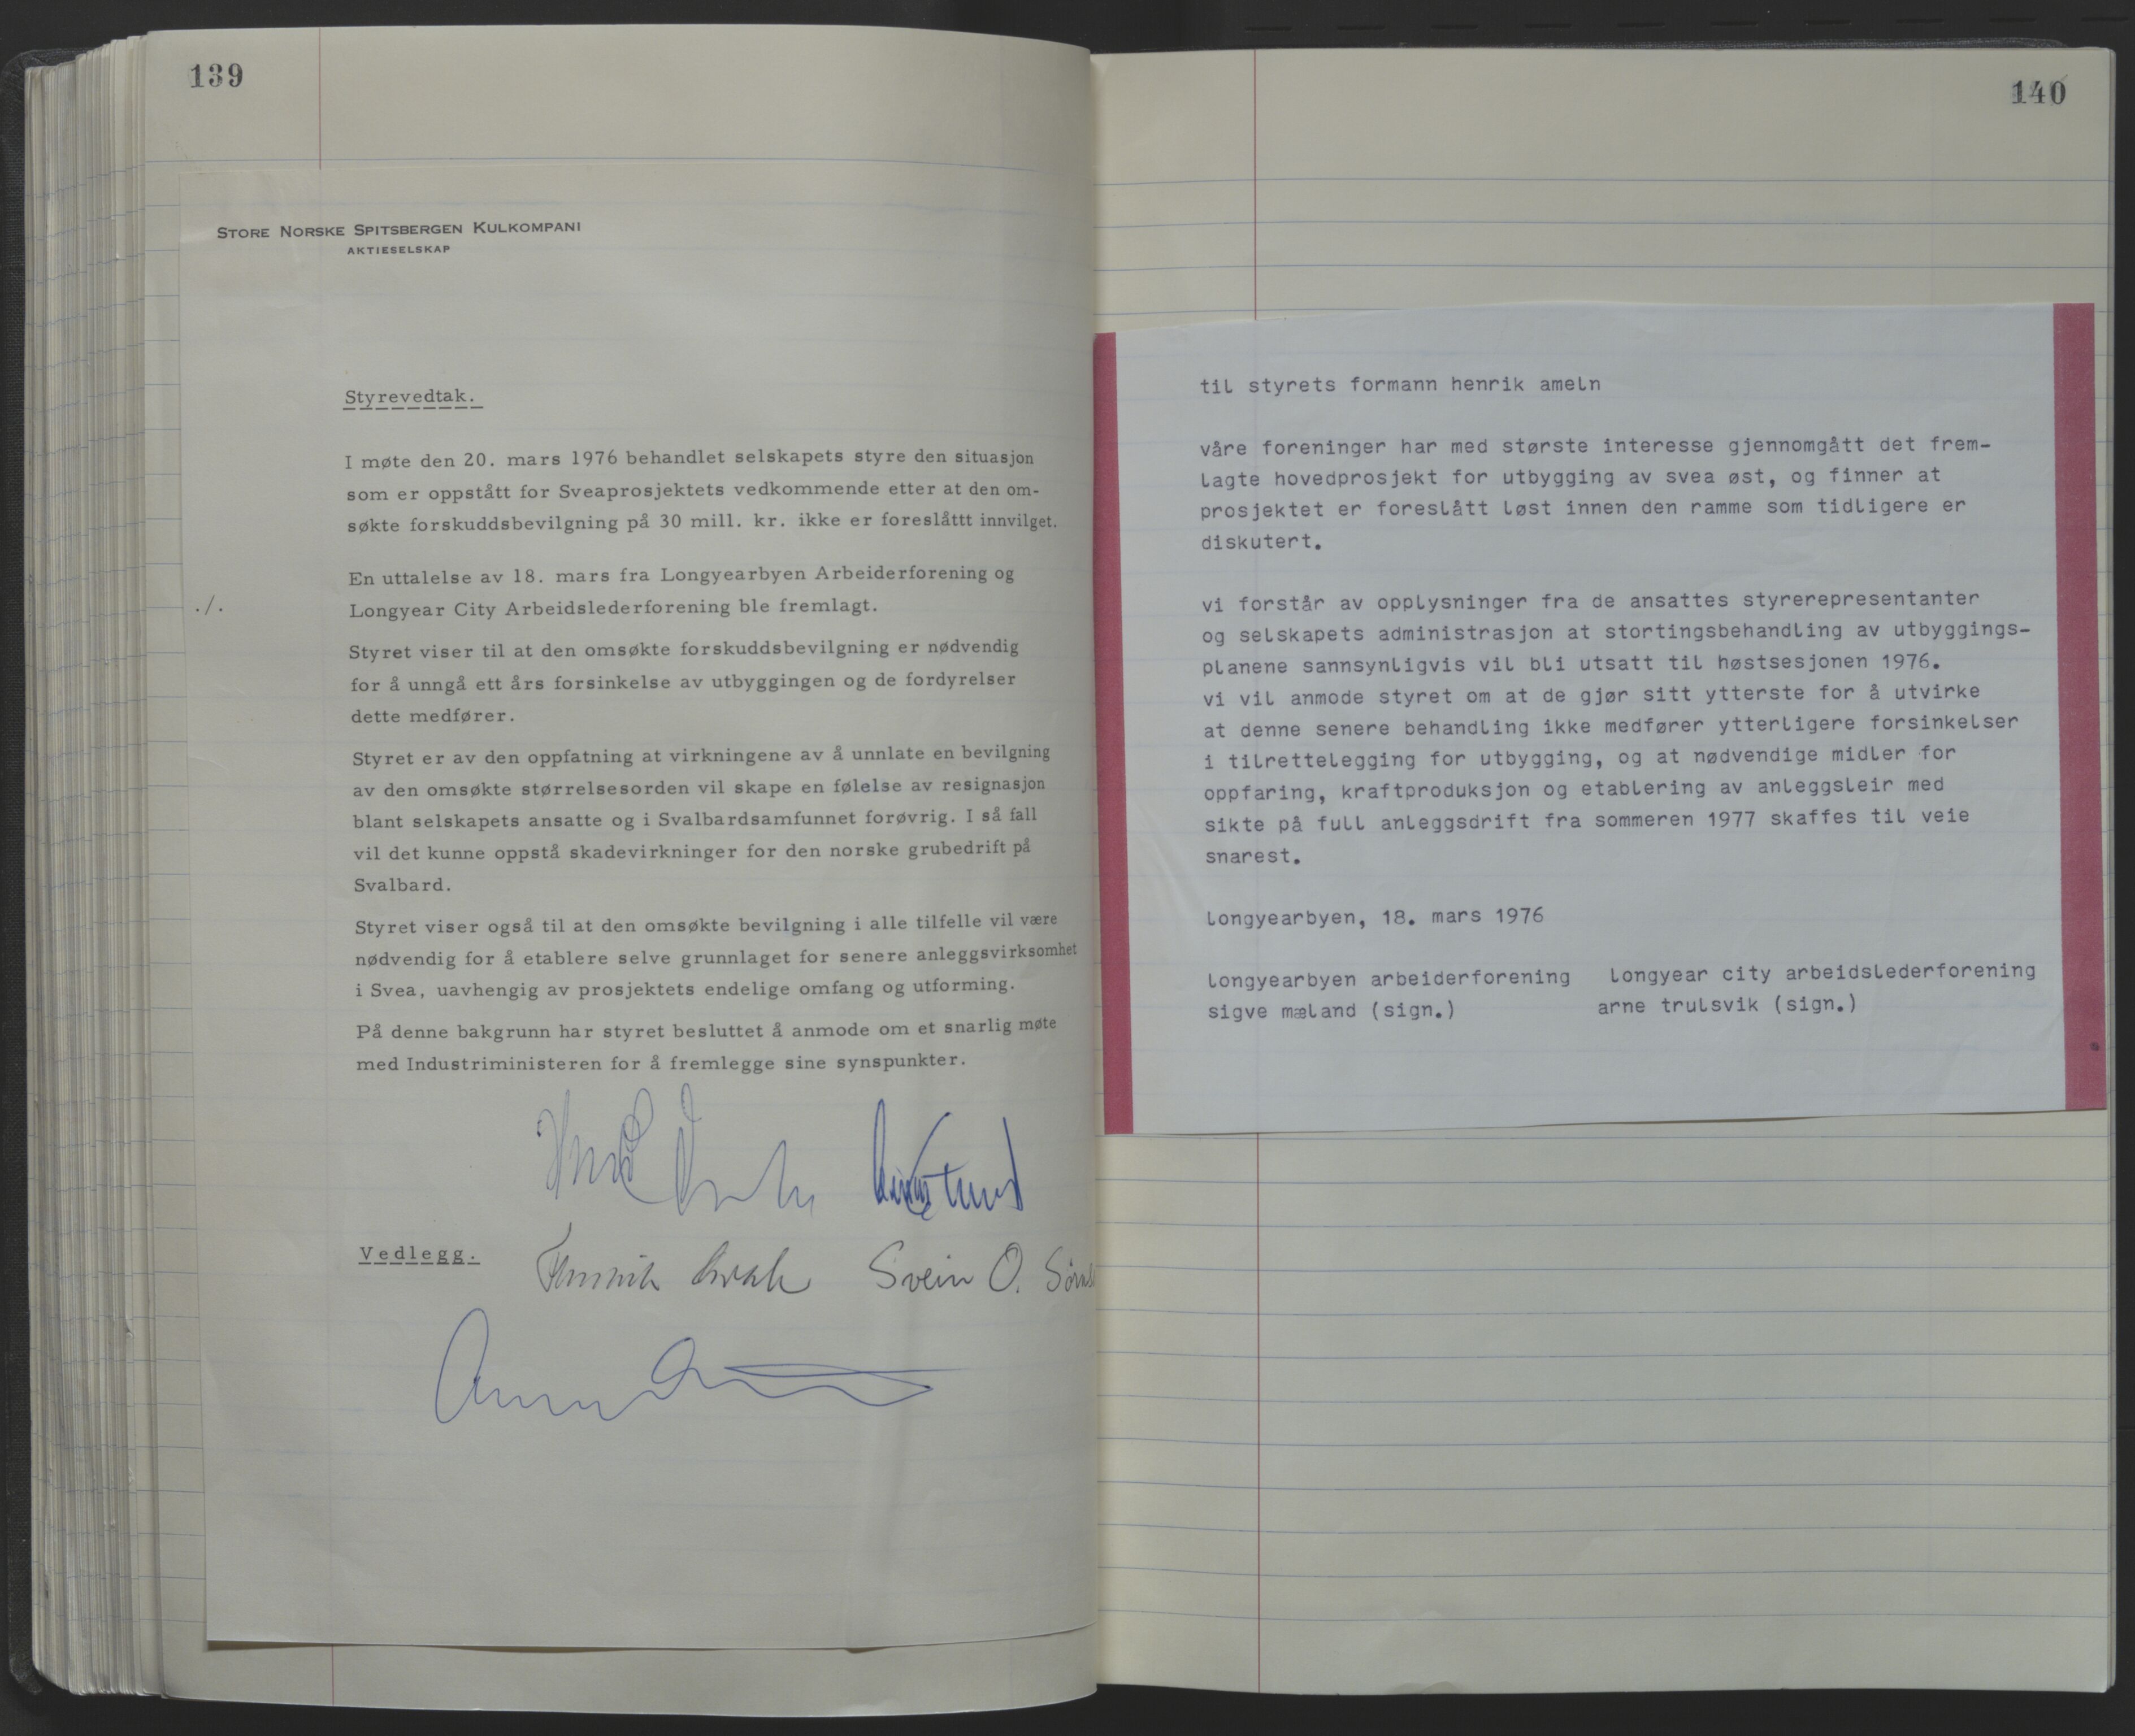 139
STORE NORSKE SPITSBERGEN KULKOMPANI
AKTIESELSKAP
Styrevedtak.
I møte den 20. mars 1976 behandlet selskapets styre den situasjon
som er oppstått for Sveaprosjektets vedkommende etter at den om-
søkte forskuddsbevilgning på 30 mill. kr. ikke er foreslåttt innvilget.
En uttalelse av 18. mars fra Longyearbyen Arbeiderforening og
./.
Longyear City Arbeidslederforening ble fremlagt.
Styret viser til at den omsøkte forskuddsbevilgning er nødvendig
for å unngå ett års forsinkelse av utbyggingen og de fordyrelser
dette medfører.
Styret er av den oppfatning at virkningene av å unnlate en bevilgning
av den omsøkte størrelsesorden vil skape en følelse av resignasjon
blant selskapets ansatte og i Svalbardsamfunnet forøvrig. I så fall
vil det kunne oppstå skadevirkninger for den norske grubedrift på
Svalbard.
Styret viser også til at den omsøkte bevilgning i alle tilfelle vil være
nødvendig for å etablere selve grunnlaget for senere anleggsvirksomhet
i Svea, uavhengig av prosjektets endelige omfang og utforming.
På denne bakgrunn har styret besluttet å anmode om et snarlig møte
med Industriministeren for å fremlegge sine synspunkter.
Vedlegg.
Svein O.
140
til styrets formann henrik ameln
våre foreninger har med største interesse gjennomgått det frem-
lagte hovedprosjekt for utbygging av svea øst, og finner at
prosjektet er foreslått løst innen den ramme som tidligere er
diskutert.
vi forstår av opplysninger fra de ansattes styrerepresentanter
og selskapets administrasjon at stortingsbehandling av utbyggings-
planene sannsynligvis vil bli utsatt til høstsesjonen 1976.
vi vil anmode styret om at de gjør sitt ytterste for å utvirke
at denne senere behandling ikke medfører ytterligere forsinkelser
i tilrettelegging for utbygging, og at nødvendige midler for
oppfaring, kraftproduksjon og etablering av anleggsleir med
sikte på full anleggsdrift fra sommeren 1977 skaffes til veie
snarest.
longyearbyen, 18. mars 1976
longyearbyen arbeiderforening longyear city arbeidslederforening
sigve mæland (sign.) arne trulsvik (sign.)